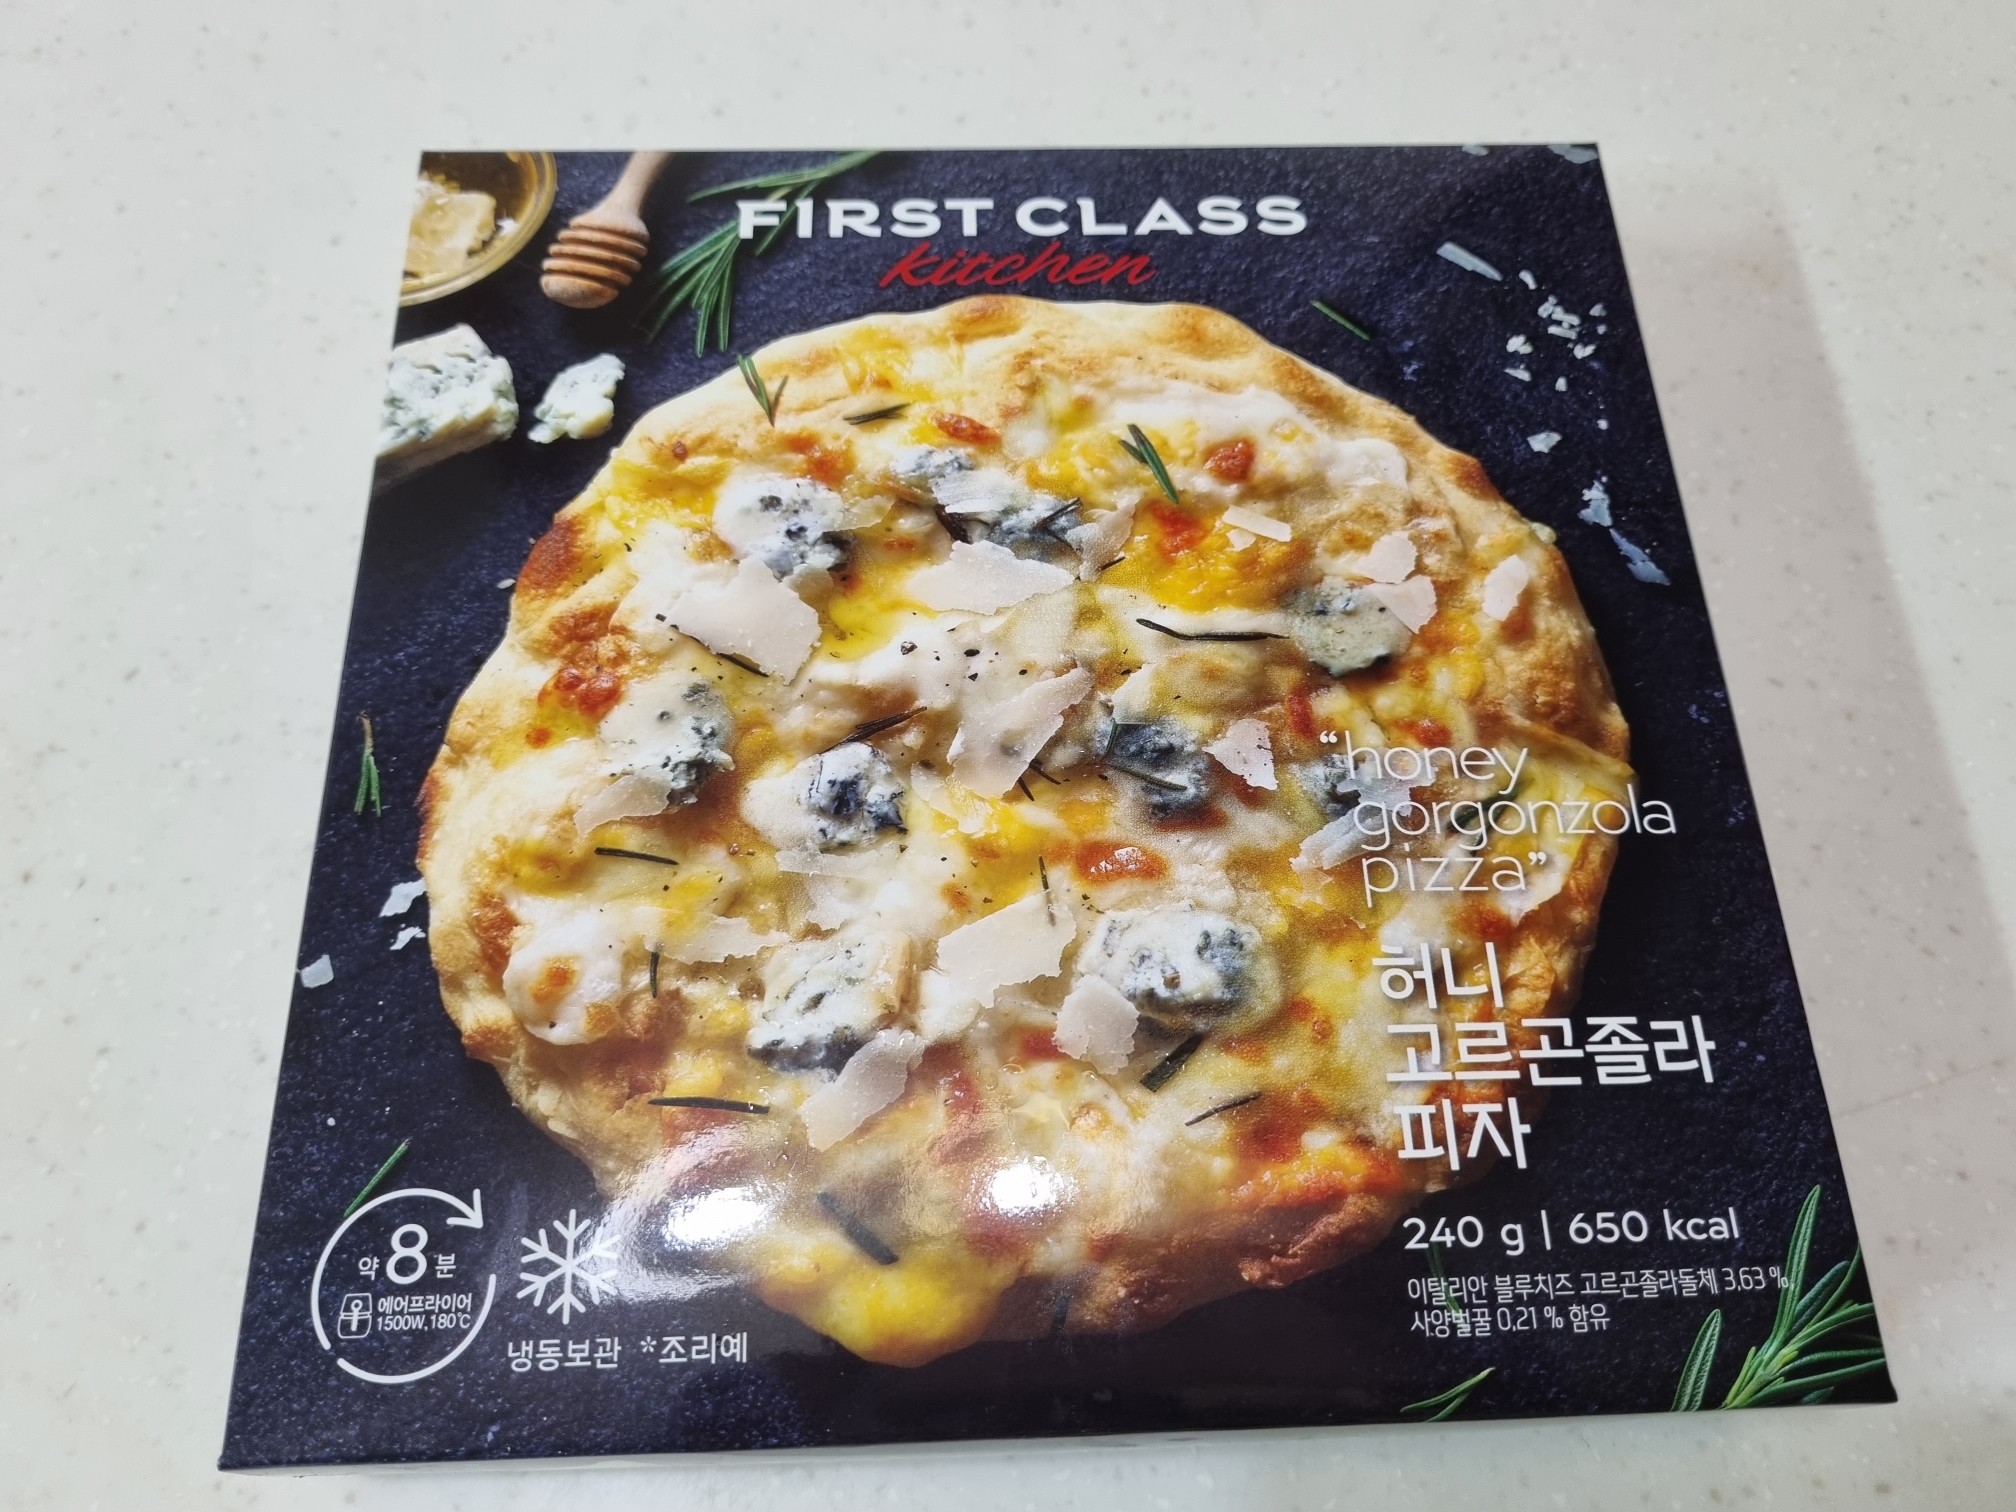 FIRST CLASS
kitchen
“honey
gorgonzola
pizza”
허니
고르곤졸라
피자
240 g | 650 kcal
이탈리안 블루치즈 고르곤졸라돌체 3.63 %,
사양벌꿀 0.21 % 함유
약 8 분
에어프라이어
1500W, 180℃
냉동보관 *조리예